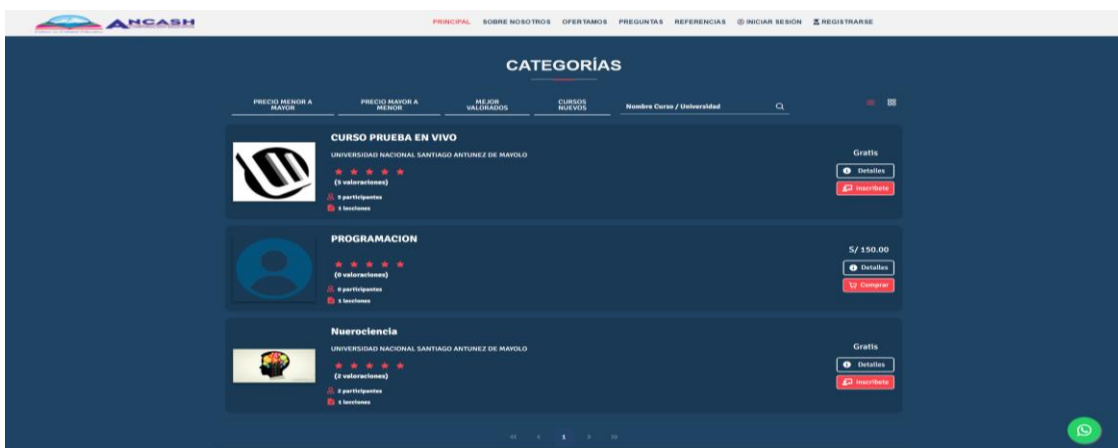 ANCASH
PRINCIPAL SOBRE NOSOTROS OFERTAMOS PREGUNTAS REFERENCIAS INICIAR SESIÓN REGISTRARSE
CATEGORÍAS
PRECIO MENOR A
MAYOR
PRECIO MAYOR A
MENOR
MEJOR
VALORADOS
CURSOS
NUEVOS
Nombre Curso / Universidad
CURSO PRUEBA EN VIVO
UNIVERSIDAD NACIONAL SANTIAGO ANTUNEZ DE MAYOLO
(5 valoraciones)
5 participantes
1 lecciones
Gratis
Detalles
Inscribete
PROGRAMACION
(0 valoraciones)
0 participantes
1 lecciones
S/ 150.00
Detalles
Comprar
Nuerociencia
UNIVERSIDAD NACIONAL SANTIAGO ANTUNEZ DE MAYOLO
(2 valoraciones)
2 participantes
1 lecciones
Gratis
Detalles
Inscribete
« < 1 > »